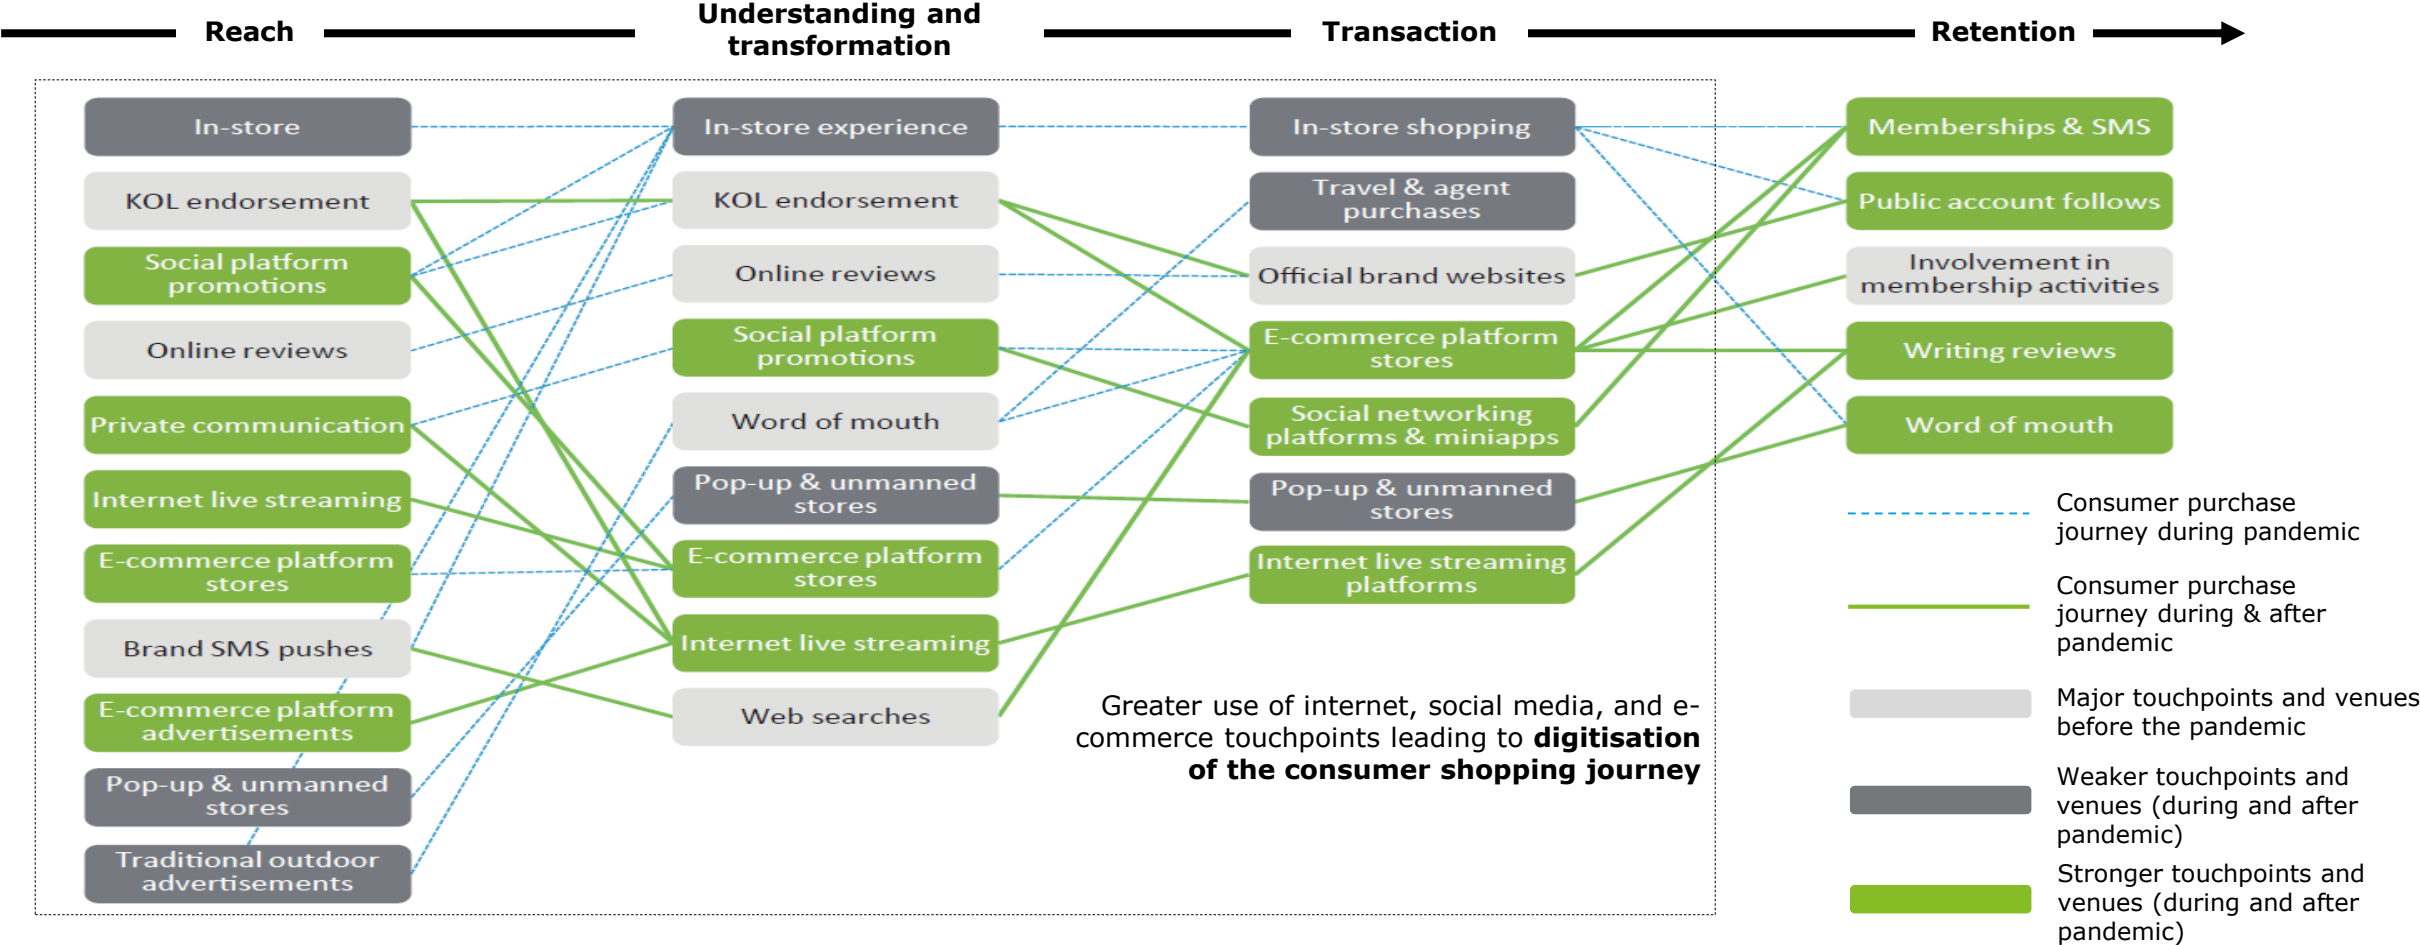 Reach
Understanding and
transformation
Transaction
Retention
In-store
KOL endorsement
Social platform
promotions
Online reviews
Private communication
Internet live streaming
E-commerce platform
stores
Brand SMS pushes
E-commerce platform
advertisements
Pop-up & unmanned
stores
Traditional outdoor
advertisements
In-store experience
KOL endorsement
Online reviews
Social platform
promotions
Word of mouth
Pop-up & unmanned
stores
E-commerce platform
stores
Internet live streaming
Web searches
In-store shopping
Travel & agent
purchases
Official brand websites
E-commerce platform
stores
Social networking
platforms & miniapps
Pop-up & unmanned
stores
Internet live streaming
platforms
Greater use of internet, social media, and e-
commerce touchpoints leading to digitisation
of the consumer shopping journey
Memberships & SMS
Public account follows
Involvement in
membership activities
Writing reviews
Word of mouth
Consumer purchase
journey during pandemic
Consumer purchase
journey during & after
pandemic
Major touchpoints and venues
before the pandemic
Weaker touchpoints and
venues (during and after
pandemic)
Stronger touchpoints and
venues (during and after
pandemic)